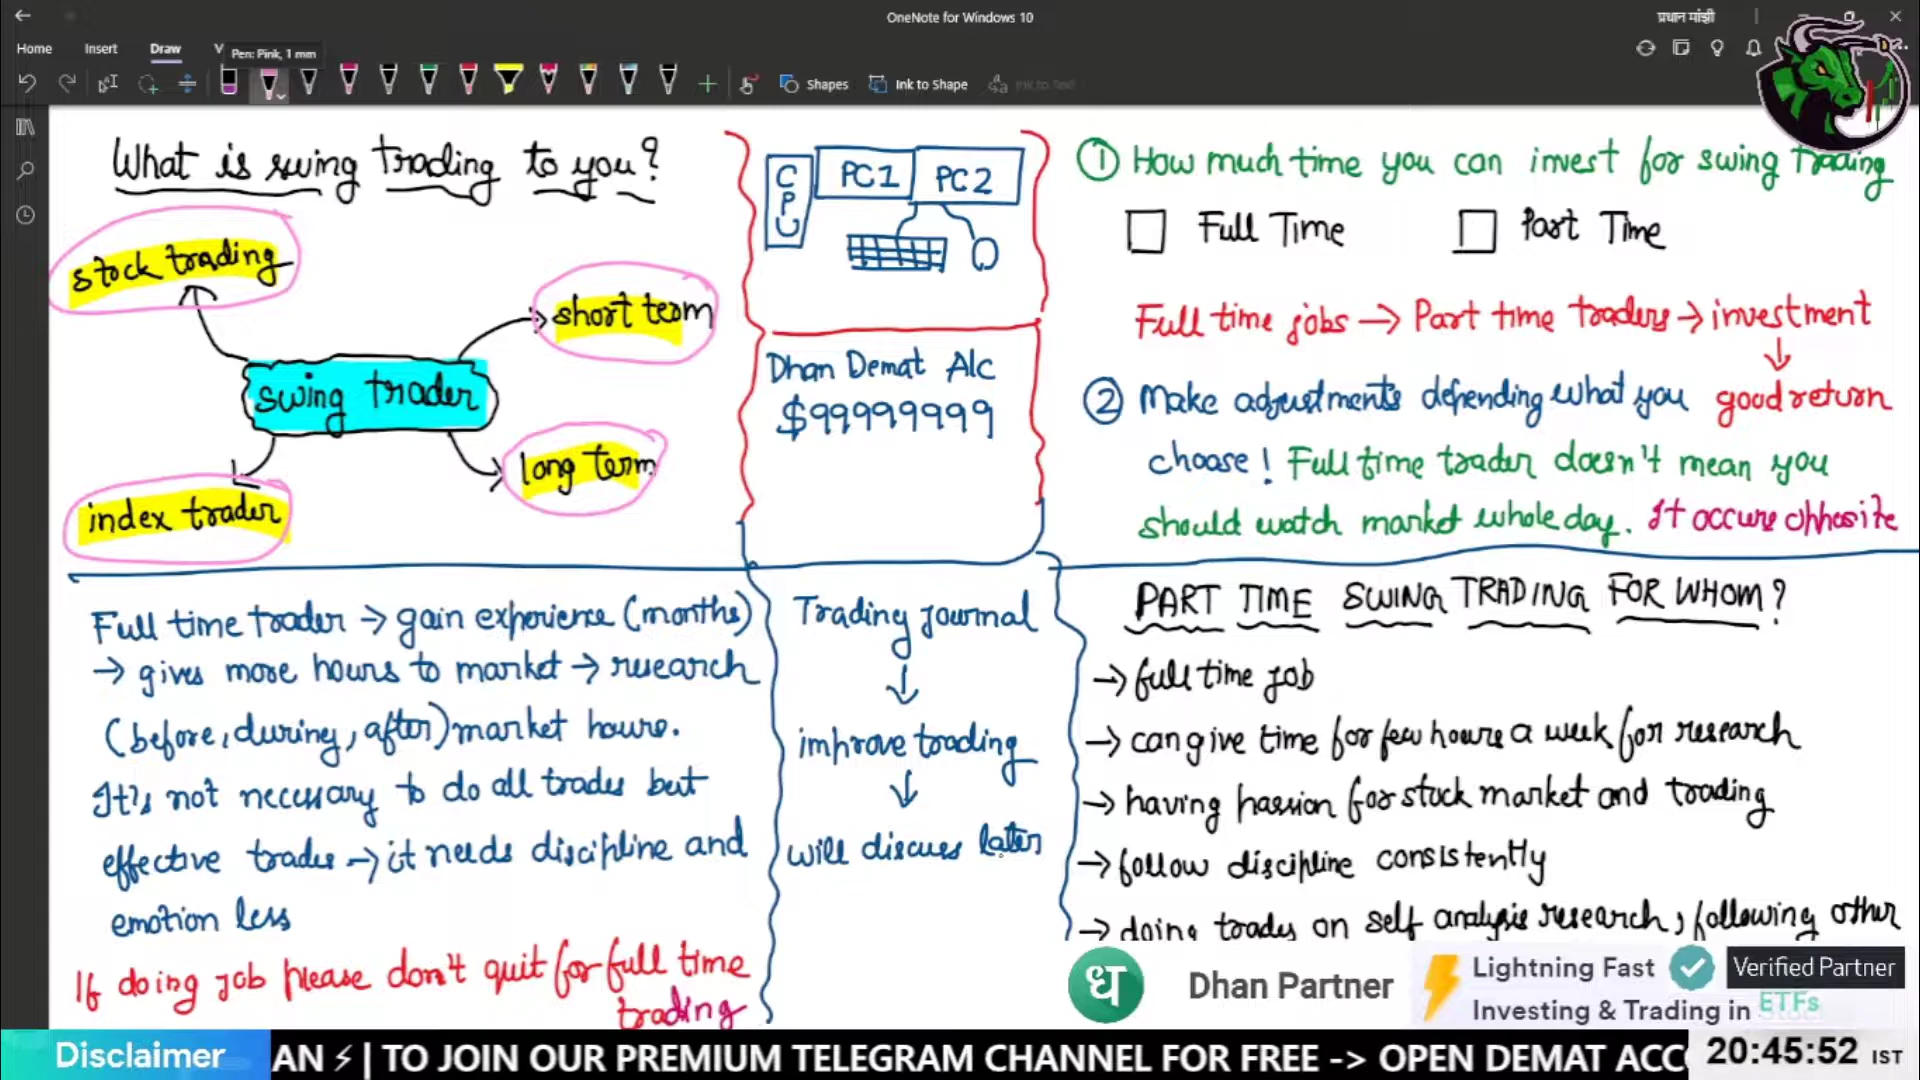 OneNote for Windows 10
प्रधान मांझी
Home Insert Draw V
Pen: Pink, 1 mm
Shapes Ink to Shape Ink to Text
What is swing trading to you?
stock trading
short term
swing trader
long term
index trader
CPU
PC1 PC2
Dhan Demat A/c
$99999999
① How much time you can invest for swing trading
Full Time Part Time
Full time jobs → Part time traders → investment
↓
good return
② Make adjustments depending what you
choose! Full time trader doesn't mean you
should watch market whole day. It occurs opposite
Full time trader → gain experience (months)
→ gives more hours to market → research
(before, during, after) market hours.
It's not necessary to do all trades but
effective trades → it needs discipline and
emotion less
If doing job please don't quit for full time
trading
Trading journal
↓
improve trading
↓
will discuss later
PART TIME SWING TRADING FOR WHOM?
→ full time job
→ can give time for few hours a week for research
→ having passion for stock market and trading
→ follow discipline consistently
→ doing trades on self analysis research, following other
ध Dhan Partner
Lightning Fast
Investing & Trading in ETFs
Verified Partner
Disclaimer
AN ⚡ | TO JOIN OUR PREMIUM TELEGRAM CHANNEL FOR FREE -> OPEN DEMAT ACC
20:45:52 IST